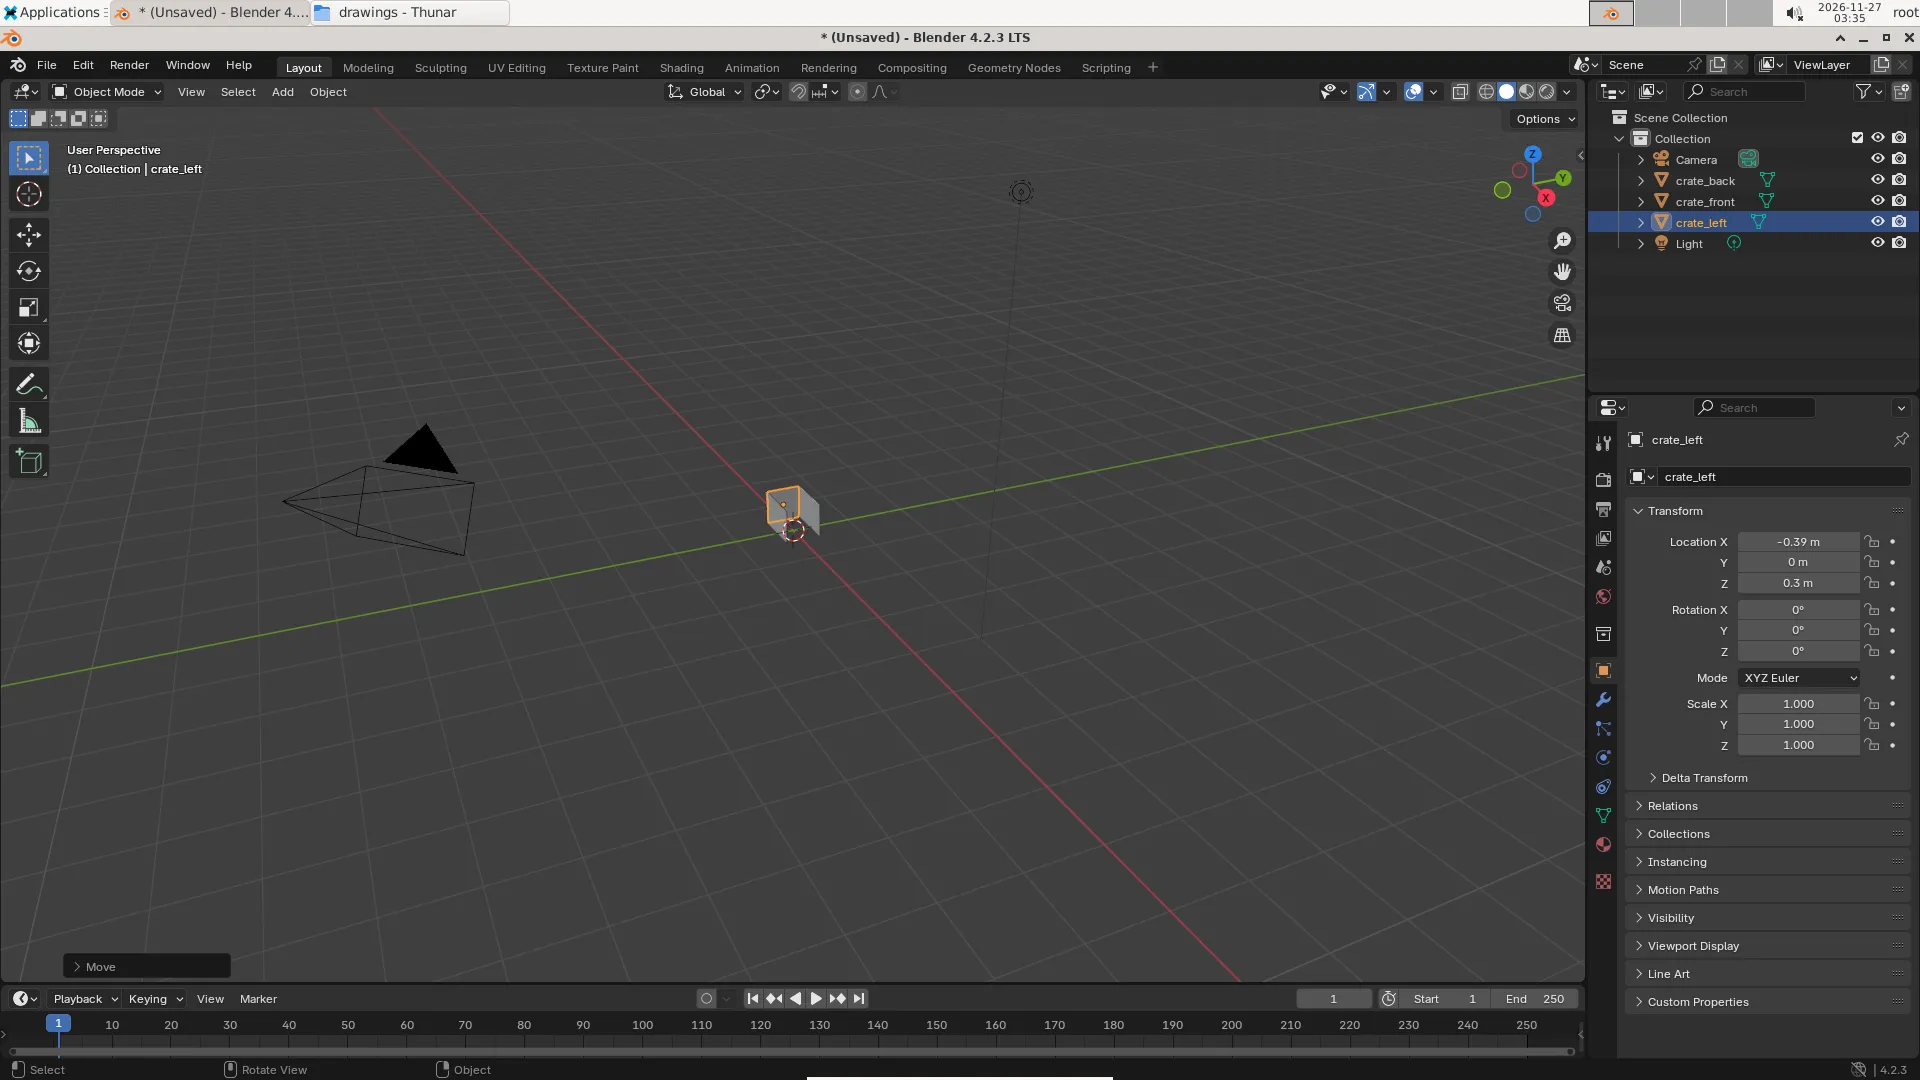 Applications
* (Unsaved) - Blender 4....
drawings - Thunar
2026-11-27
03:35
root
* (Unsaved) - Blender 4.2.3 LTS
File Edit Render Window Help
Layout Modeling Sculpting UV Editing Texture Paint Shading Animation Rendering Compositing Geometry Nodes Scripting
Scene
ViewLayer
Object Mode View Select Add Object
Global
Search
Options
User Perspective
(1) Collection | crate_left
Z
Y
X
Scene Collection
Collection
Camera
crate_back
crate_front
crate_left
Light
Search
crate_left
crate_left
Transform
Location X -0.39 m
Y 0 m
Z 0.3 m
Rotation X 0°
Y 0°
Z 0°
Mode XYZ Euler
Scale X 1.000
Y 1.000
Z 1.000
Delta Transform
Relations
Collections
Instancing
Motion Paths
Visibility
Viewport Display
Line Art
Custom Properties
Move
Playback Keying View Marker
1
Start 1
End 250
1 10 20 30 40 50 60 70 80 90 100 110 120 130 140 150 160 170 180 190 200 210 220 230 240 250
Select
Rotate View
Object
4.2.3